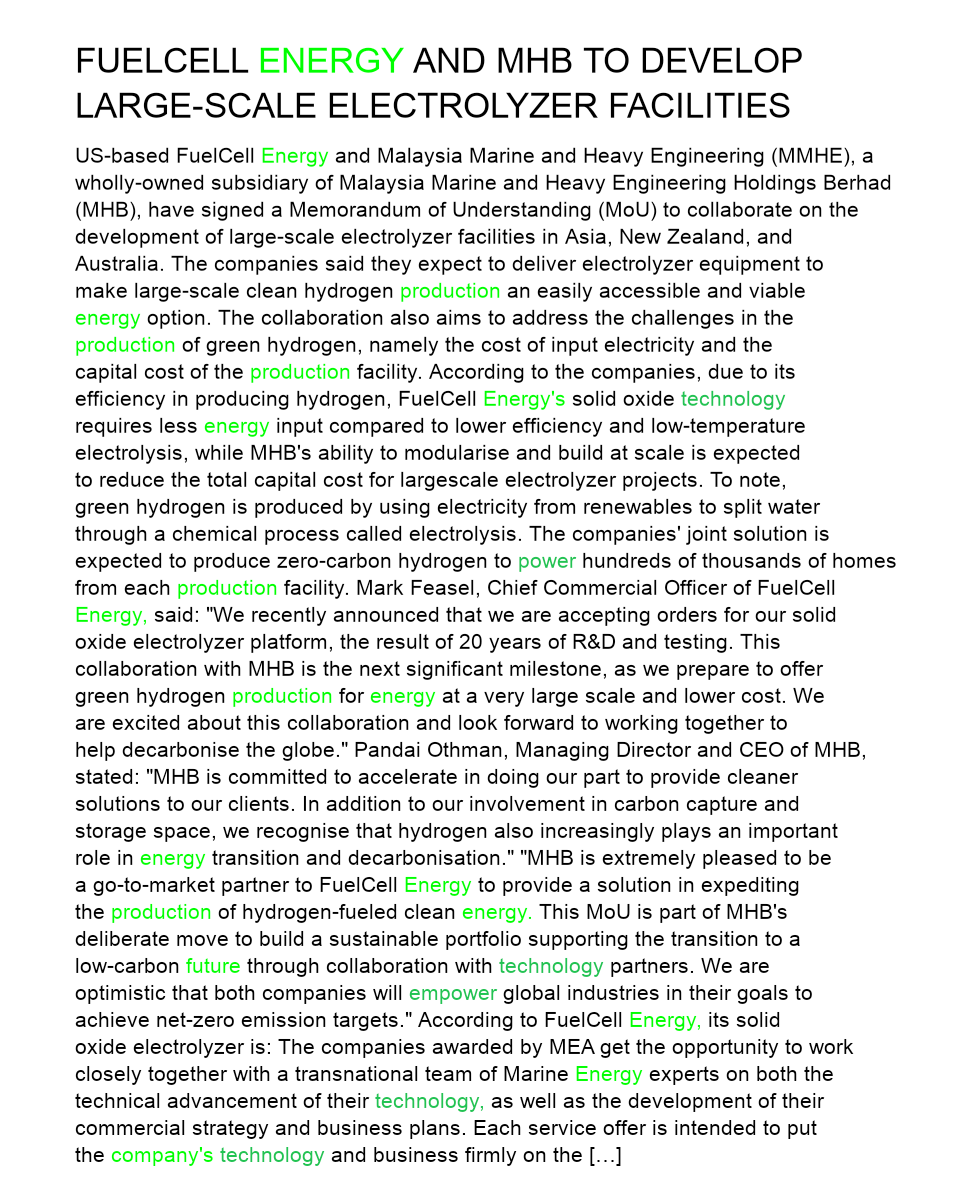 FUELCELL ENERGY AND MHB TO DEVELOP
LARGE-SCALE ELECTROLYZER FACILITIES
US-based FuelCell Energy and Malaysia Marine and Heavy Engineering (MMHE), a
wholly-owned subsidiary of Malaysia Marine and Heavy Engineering Holdings Berhad
(MHB), have signed a Memorandum of Understanding (MoU) to collaborate on the
development of large-scale electrolyzer facilities in Asia, New Zealand, and
Australia. The companies said they expect to deliver electrolyzer equipment to
make large-scale clean hydrogen production an easily accessible and viable
energy option. The collaboration also aims to address the challenges in the
production of green hydrogen, namely the cost of input electricity and the
capital cost of the production facility. According to the companies, due to its
efficiency in producing hydrogen, FuelCell Energy's solid oxide technology
requires less energy input compared to lower efficiency and low-temperature
electrolysis, while MHB's ability to modularise and build at scale is expected
to reduce the total capital cost for largescale electrolyzer projects. To note,
green hydrogen is produced by using electricity from renewables to split water
through a chemical process called electrolysis. The companies' joint solution is
expected to produce zero-carbon hydrogen to power hundreds of thousands of homes
from each production facility. Mark Feasel, Chief Commercial Officer of FuelCell
Energy, said: "We recently announced that we are accepting orders for our solid
oxide electrolyzer platform, the result of 20 years of R&D and testing. This
collaboration with MHB is the next significant milestone, as we prepare to offer
green hydrogen production for energy at a very large scale and lower cost. We
are excited about this collaboration and look forward to working together to
help decarbonise the globe." Pandai Othman, Managing Director and CEO of MHB,
stated: "MHB is committed to accelerate in doing our part to provide cleaner
solutions to our clients. In addition to our involvement in carbon capture and
storage space, we recognise that hydrogen also increasingly plays an important
role in energy transition and decarbonisation." "MHB is extremely pleased to be
a go-to-market partner to FuelCell Energy to provide a solution in expediting
the production of hydrogen-fueled clean energy. This MoU is part of MHB's
deliberate move to build a sustainable portfolio supporting the transition to a
low-carbon future through collaboration with technology partners. We are
optimistic that both companies will empower global industries in their goals to
achieve net-zero emission targets." According to FuelCell Energy, its solid
oxide electrolyzer is: The companies awarded by MEA get the opportunity to work
closely together with a transnational team of Marine Energy experts on both the
technical advancement of their technology, as well as the development of their
commercial strategy and business plans. Each service offer is intended to put
the company's technology and business firmly on the […]